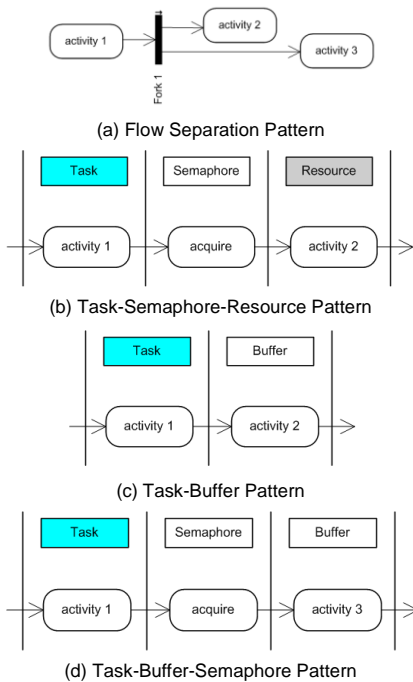 activity 1
activity 2
activity 3
Fork 1
(a) Flow Separation Pattern
Task Semaphore Resource
activity 1 acquire activity 2
(b) Task-Semaphore-Resource Pattern
Task Buffer
activity 1 activity 2
(c) Task-Buffer Pattern
Task Semaphore Buffer
activity 1 acquire activity 3
(d) Task-Buffer-Semaphore Pattern